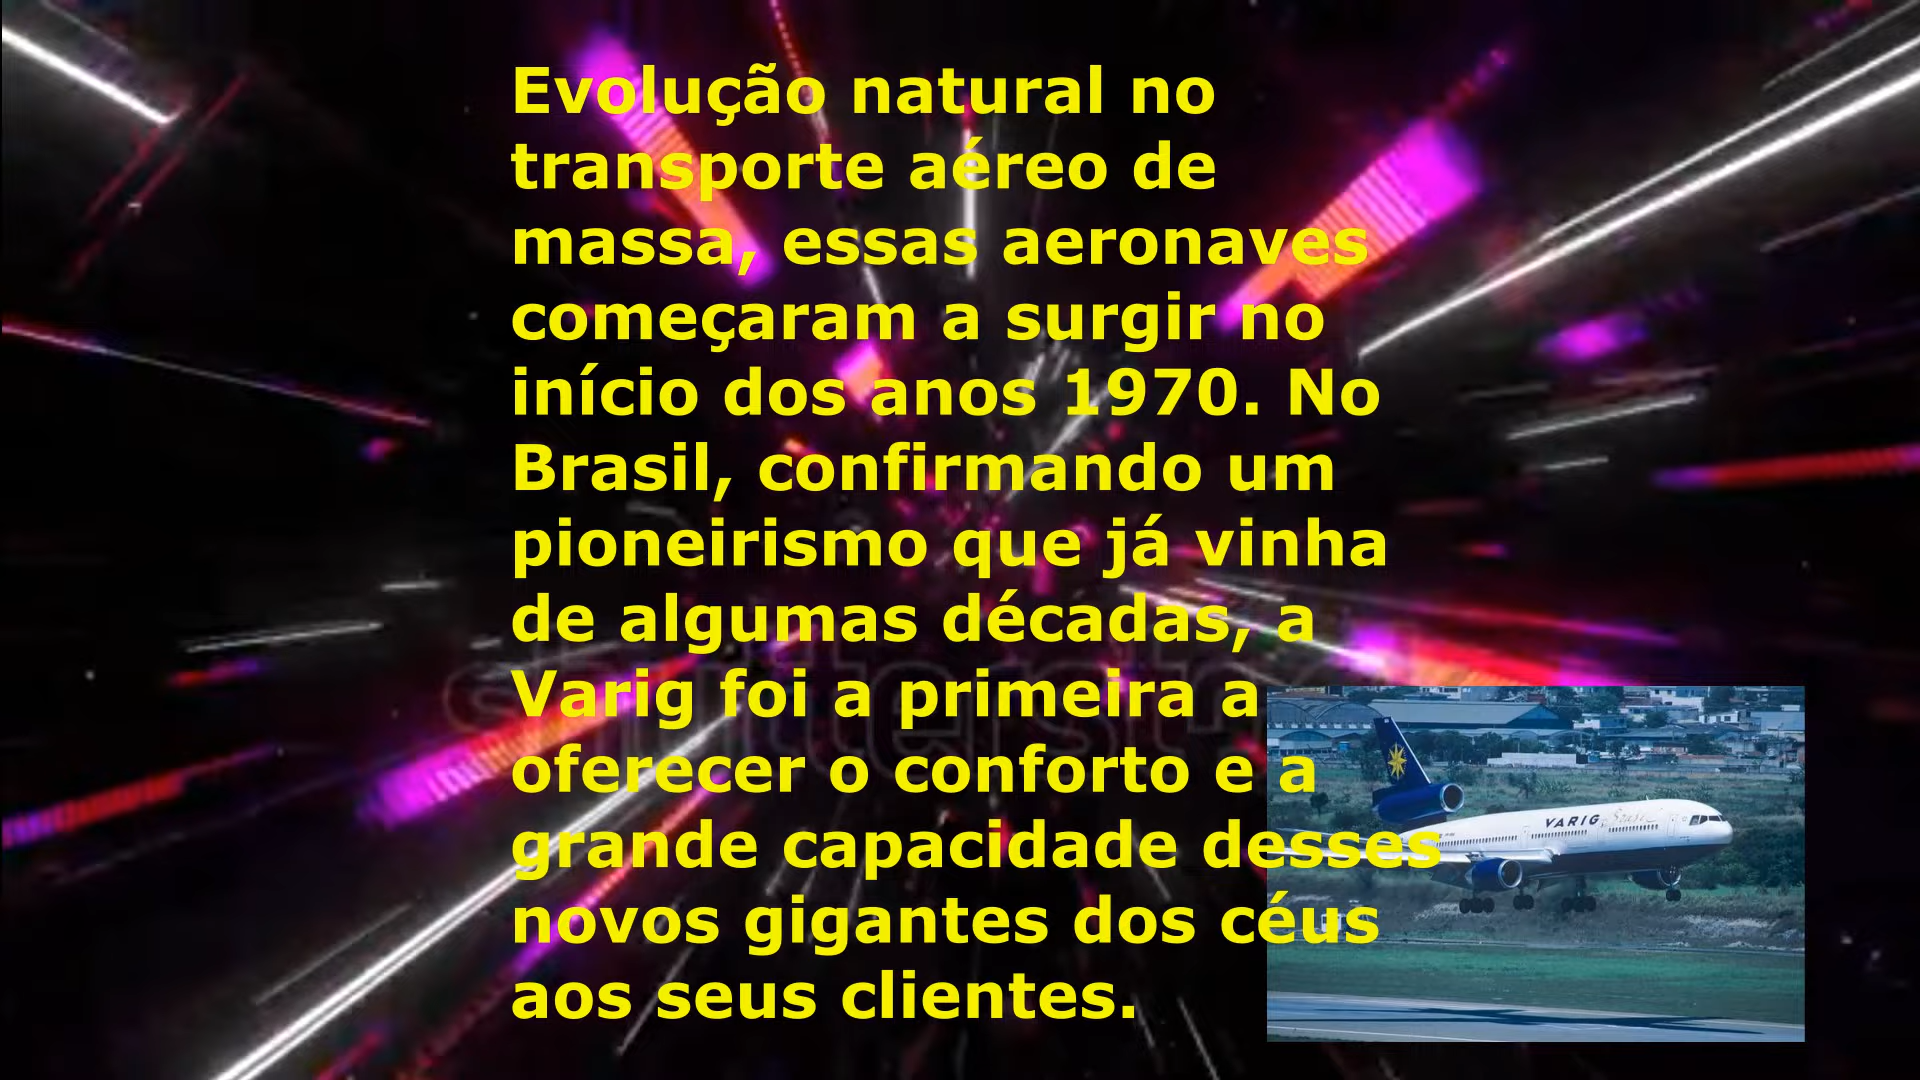 Evolução natural no
transporte aéreo de
massa, essas aeronaves
começaram a surgir no
início dos anos 1970. No
Brasil, confirmando um
pioneirismo que já vinha
de algumas décadas, a
Varig foi a primeira a
oferecer o conforto e a
grande capacidade desses
novos gigantes dos céus
aos seus clientes.
shutterstock
VARIG Brasil